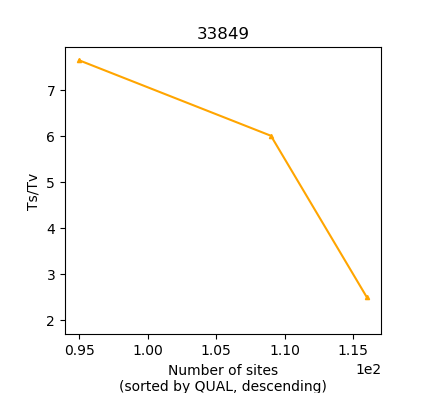 33849
7
6
5
4
3
2
Ts/Tv
0.95 1.00 1.05 1.10 1.15
1e2
Number of sites
(sorted by QUAL, descending)